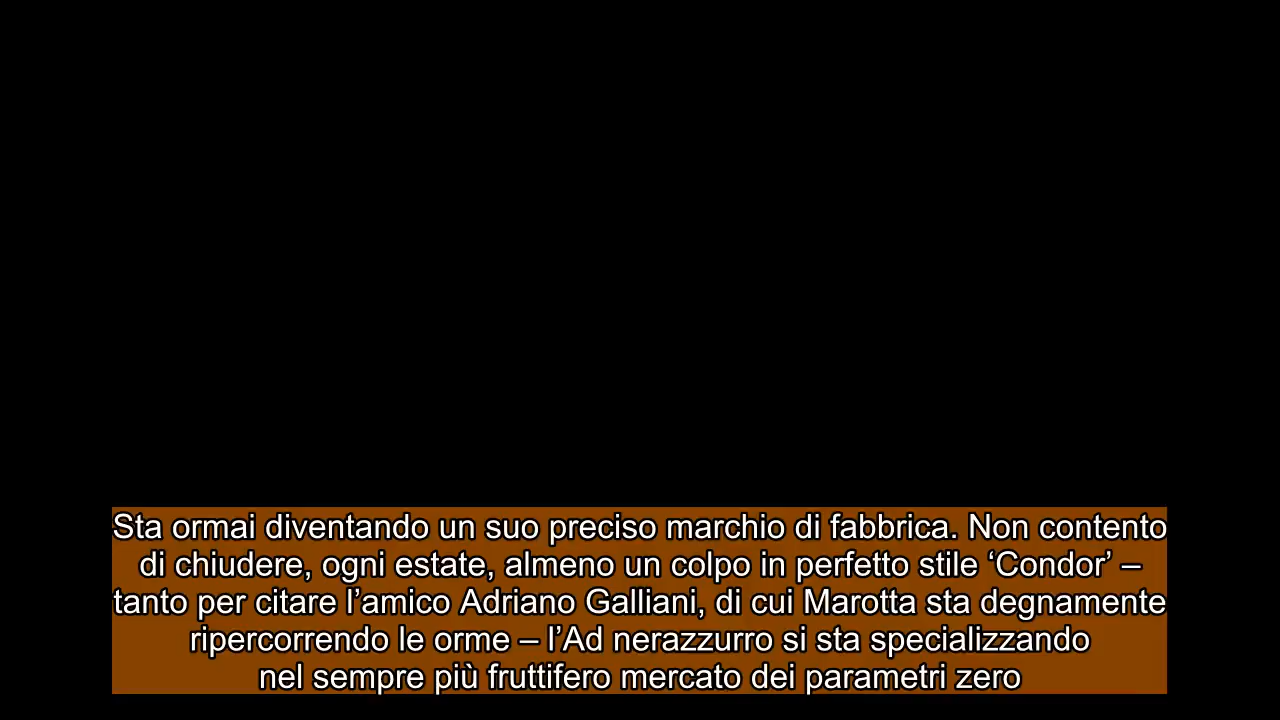 Sta ormai diventando un suo preciso marchio di fabbrica. Non contento
di chiudere, ogni estate, almeno un colpo in perfetto stile ‘Condor’ –
tanto per citare l’amico Adriano Galliani, di cui Marotta sta degnamente
ripercorrendo le orme – l’Ad nerazzurro si sta specializzando
nel sempre più fruttifero mercato dei parametri zero